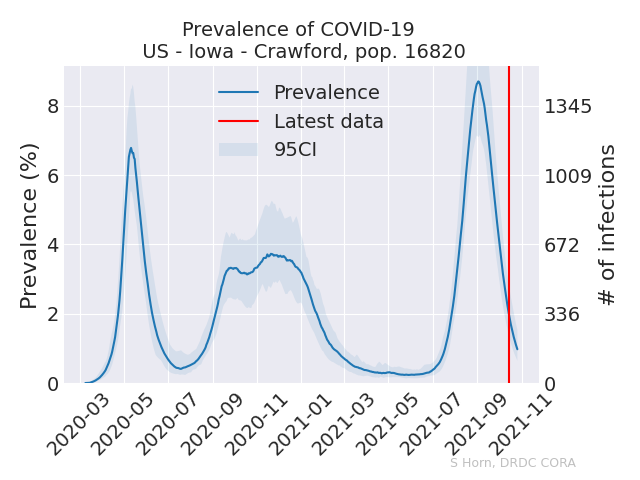 Prevalence of COVID-19
US - Iowa - Crawford, pop. 16820
Prevalence
Latest data
95CI
Prevalence (%)
8
6
4
2
0
1345
1009
672
336
0
# of infections
2020-03
2020-05
2020-07
2020-09
2020-11
2021-01
2021-03
2021-05
2021-07
2021-09
2021-11
S Horn, DRDC CORA